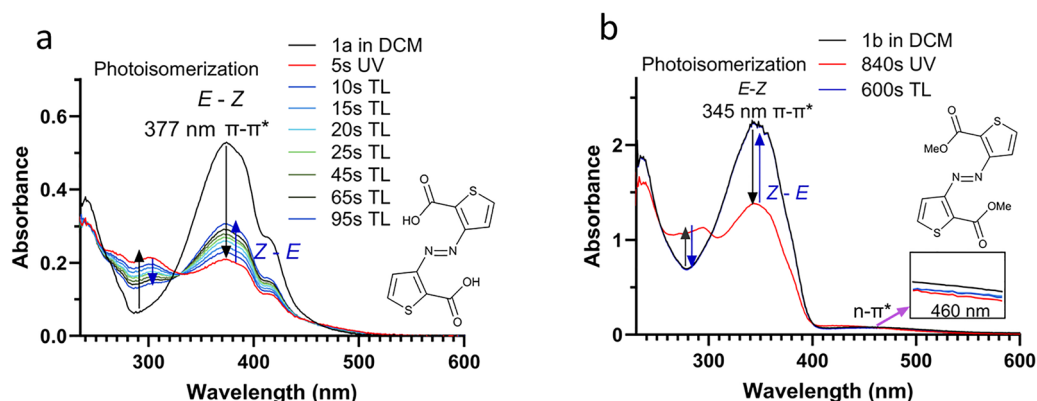 a
Photoisomerization
E - Z
377 nm π-π*
1a in DCM
5s UV
10s TL
15s TL
20s TL
25s TL
45s TL
65s TL
95s TL
Z - E
Absorbance
0.6
0.4
0.2
0.0
300
400
500
600
Wavelength (nm)
S
O
HO
N=N
OH
O
S
b
Photoisomerization
E-Z
345 nm π-π*
1b in DCM
840s UV
600s TL
Z - E
Absorbance
2
1
0
300
400
500
600
Wavelength (nm)
n-π*
460 nm
S
O
MeO
N=N
OMe
S
O